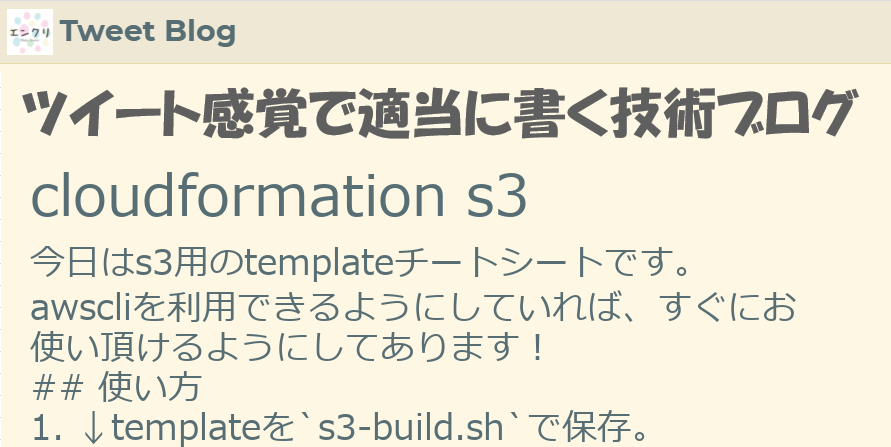 エンクリ Tweet Blog
ツイート感覚で適当に書く技術ブログ
cloudformation s3
今日はs3用のtemplateチートシートです。
awscliを利用できるようにしていれば、すぐにお
使い頂けるようにしてあります！
## 使い方
1. ↓templateを`s3-build.sh`で保存。